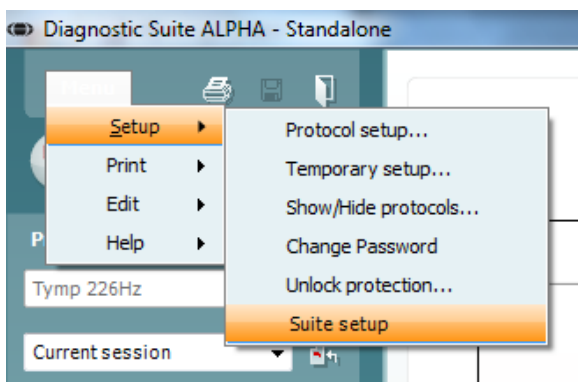 Diagnostic Suite ALPHA - Standalone
Menu
Setup
Print
Edit
Help
Protocol setup...
Temporary setup...
Show/Hide protocols...
Change Password
Unlock protection...
Suite setup
Tymp 226Hz
Current session